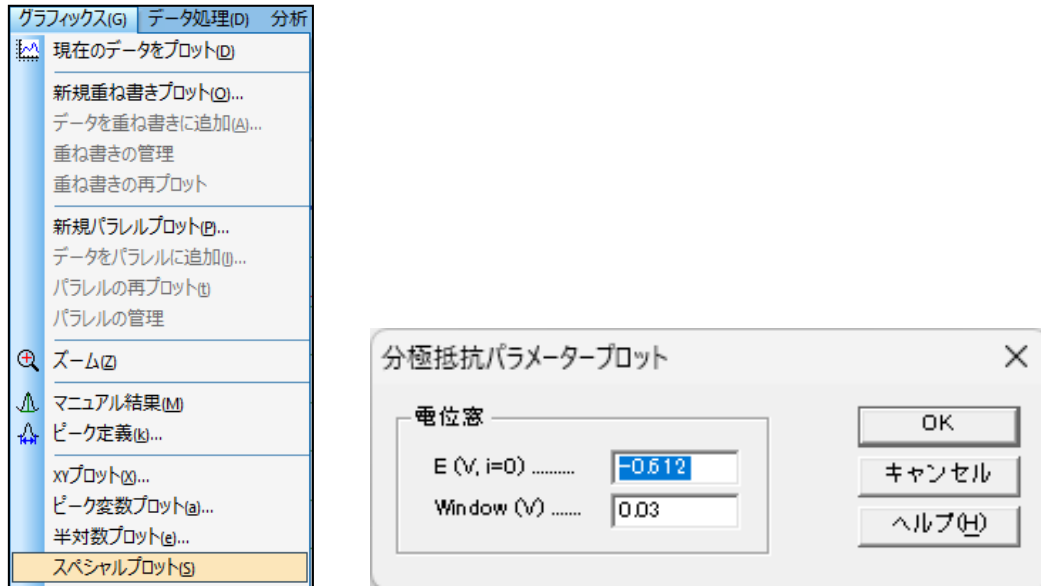 グラフィックス(G) データ処理(D) 分析
現在のデータをプロット(D)
新規重ね書きプロット(O)...
データを重ね書きに追加(A)...
重ね書きの管理
重ね書きの再プロット
新規パラレルプロット(P)...
データをパラレルに追加(l)...
パラレルの再プロット(t)
パラレルの管理
ズーム(Z)
マニュアル結果(M)
ピーク定義(k)...
XYプロット(X)...
ピーク変数プロット(a)...
半対数プロット(e)...
スペシャルプロット(S)
分極抵抗パラメータープロット
電位窓
E (V, i=0) ......... -0.612
Window (V) ...... 0.03
OK
キャンセル
ヘルプ(H)